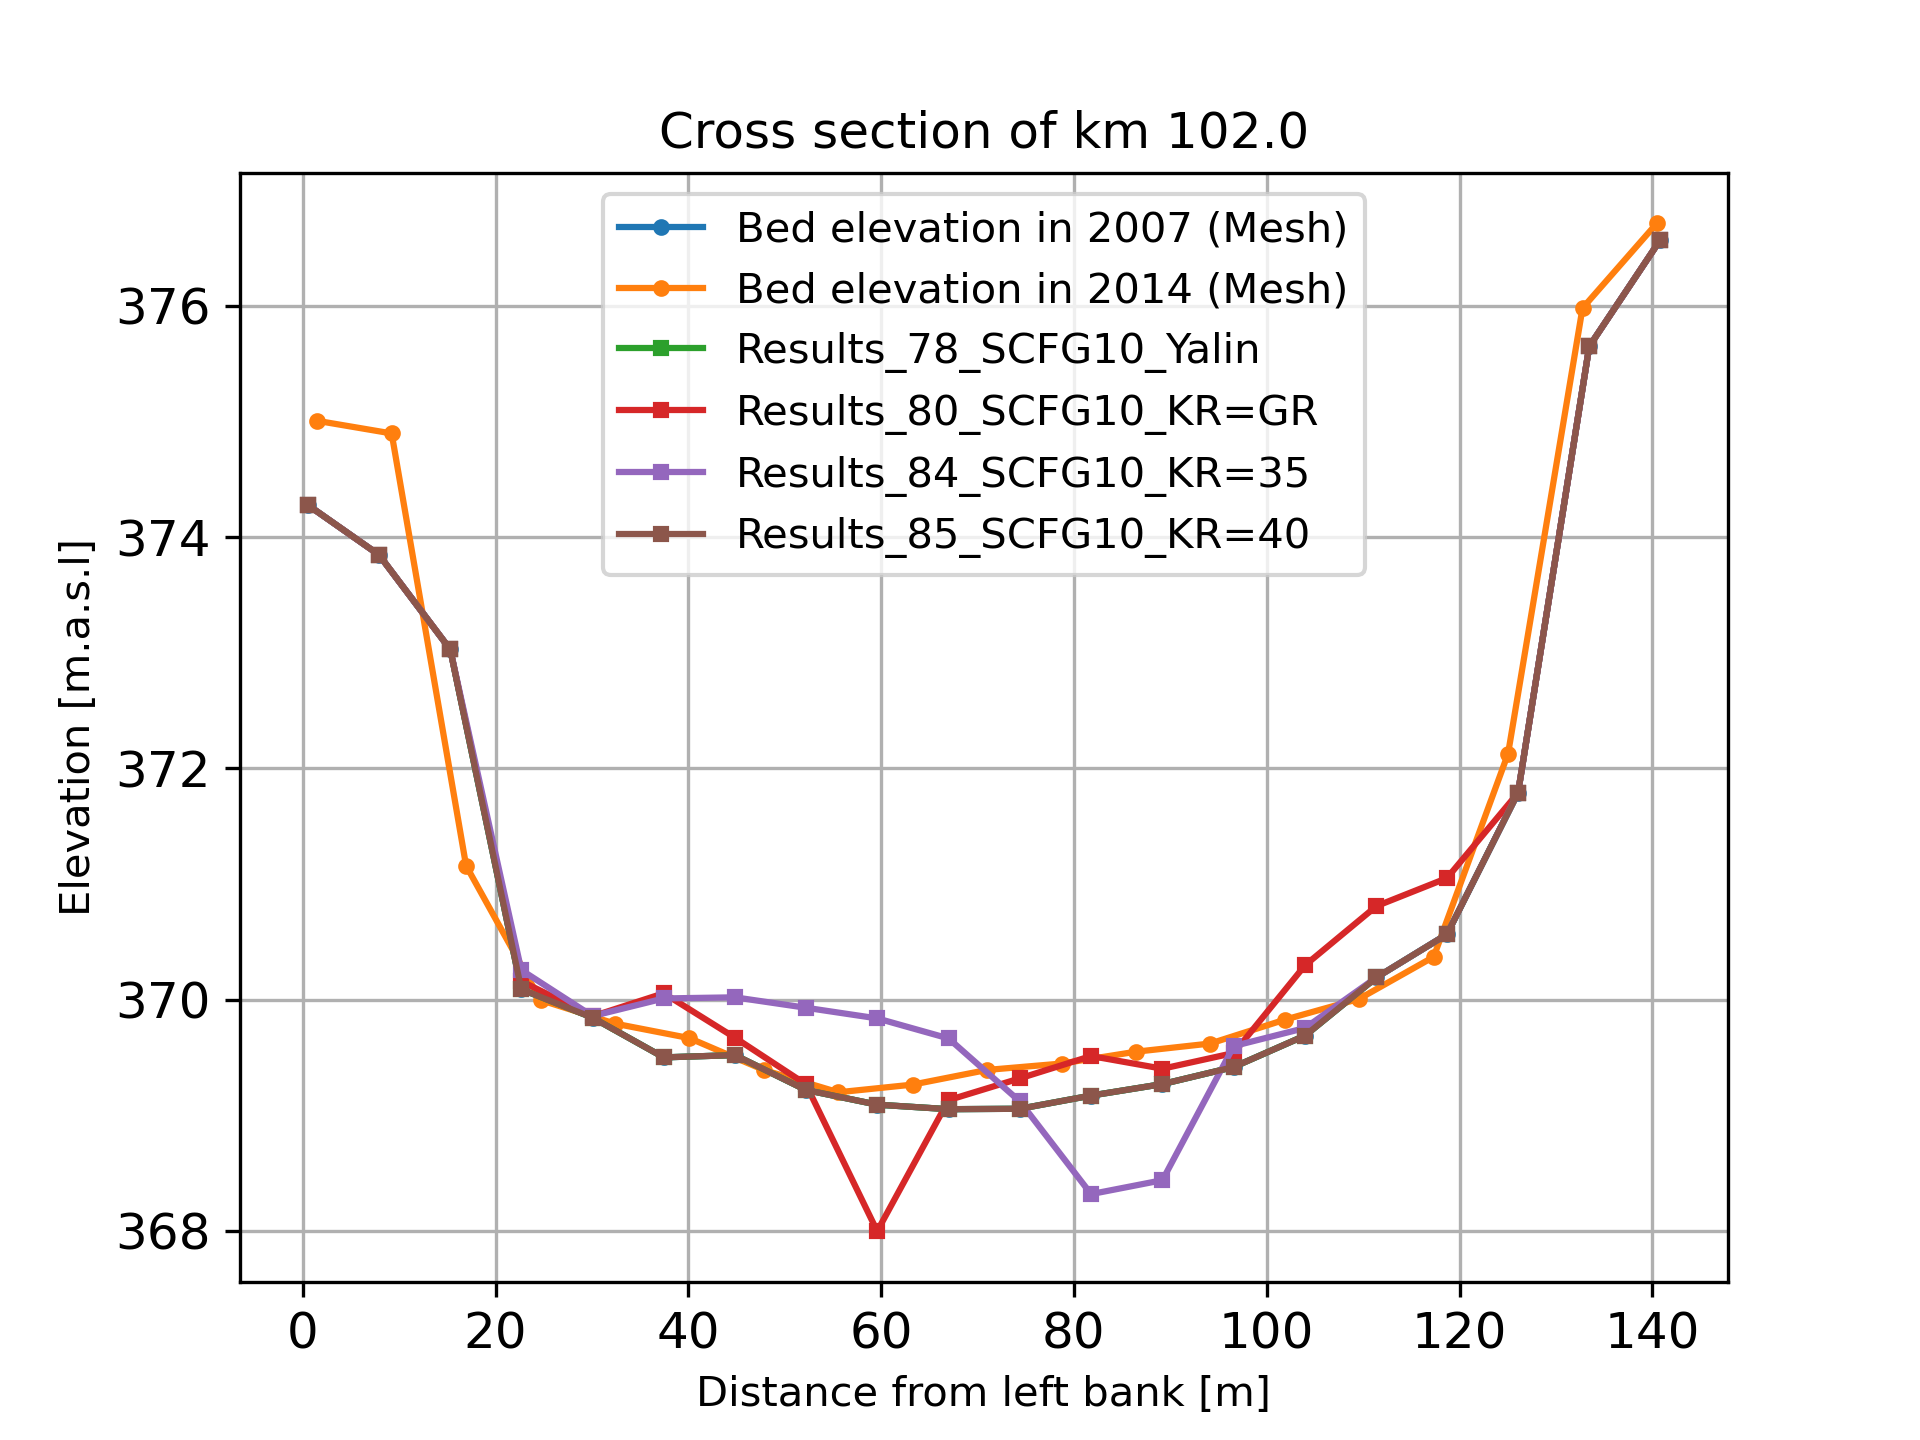 Cross section of km 102.0
Bed elevation in 2007 (Mesh)
Bed elevation in 2014 (Mesh)
Results_78_SCFG10_Yalin
Results_80_SCFG10_KR=GR
Results_84_SCFG10_KR=35
Results_85_SCFG10_KR=40
376
374
372
370
368
Elevation [m.a.s.l]
0 20 40 60 80 100 120 140
Distance from left bank [m]